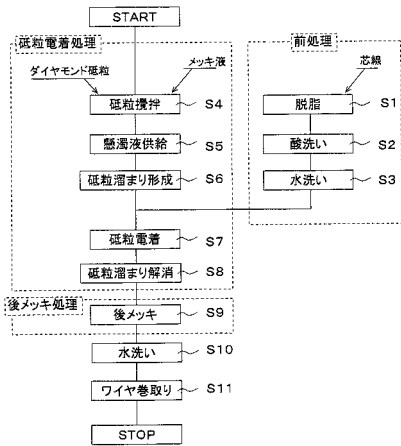 START
砥粒電着処理
ダイヤモンド砥粒
メッキ液
砥粒攪拌
S4
懸濁液供給
S5
砥粒溜まり形成
S6
砥粒電着
S7
砥粒溜まり解消
S8
前処理
芯線
脱脂
S1
酸洗い
S2
水洗い
S3
後メッキ処理
後メッキ
S9
水洗い
S10
ワイヤ巻取り
S11
STOP